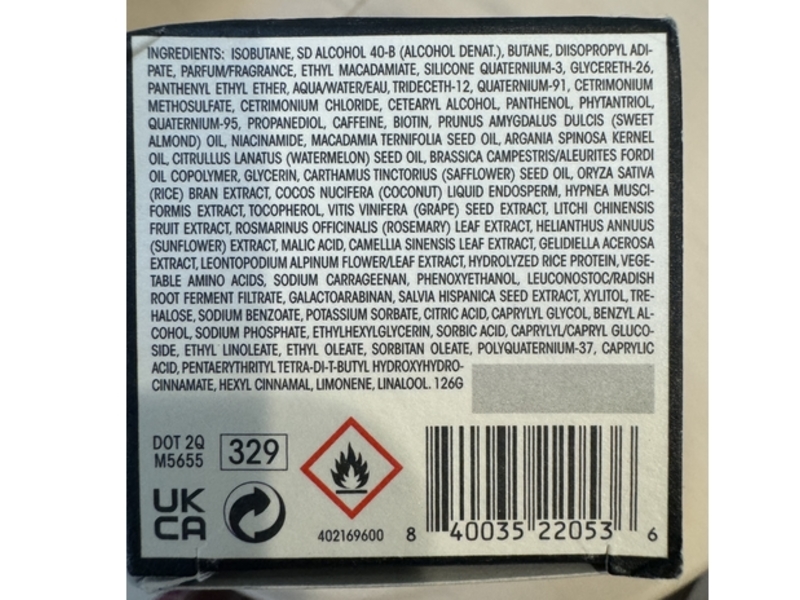 INGREDIENTS: ISOBUTANE, SD ALCOHOL 40-B (ALCOHOL DENAT.), BUTANE, DIISOPROPYL ADI-
PATE, PARFUM/FRAGRANCE, ETHYL MACADAMIATE, SILICONE QUATERNIUM-3, GLYCERETH-26,
PANTHENYL ETHYL ETHER, AQUA/WATER/EAU, TRIDECETH-12, QUATERNIUM-91, CETRIMONIUM
METHOSULFATE, CETRIMONIUM CHLORIDE, CETEARYL ALCOHOL, PANTHENOL, PHYTANTRIOL,
QUATERNIUM-95, PROPANEDIOL, CAFFEINE, BIOTIN, PRUNUS AMYGDALUS DULCIS (SWEET
ALMOND) OIL, NIACINAMIDE, MACADAMIA TERNIFOLIA SEED OIL, ARGANIA SPINOSA KERNEL
OIL, CITRULLUS LANATUS (WATERMELON) SEED OIL, BRASSICA CAMPESTRIS/ALEURITES FORDI
OIL COPOLYMER, GLYCERIN, CARTHAMUS TINCTORIUS (SAFFLOWER) SEED OIL, ORYZA SATIVA
(RICE) BRAN EXTRACT, COCOS NUCIFERA (COCONUT) LIQUID ENDOSPERM, HYPNEA MUSCI-
FORMIS EXTRACT, TOCOPHEROL, VITIS VINIFERA (GRAPE) SEED EXTRACT, LITCHI CHINENSIS
FRUIT EXTRACT, ROSMARINUS OFFICINALIS (ROSEMARY) LEAF EXTRACT, HELIANTHUS ANNUUS
(SUNFLOWER) EXTRACT, MALIC ACID, CAMELLIA SINENSIS LEAF EXTRACT, GELIDIELLA ACEROSA
EXTRACT, LEONTOPODIUM ALPINUM FLOWER/LEAF EXTRACT, HYDROLYZED RICE PROTEIN, VEGE-
TABLE AMINO ACIDS, SODIUM CARRAGEENAN, PHENOXYETHANOL, LEUCONOSTOC/RADISH
ROOT FERMENT FILTRATE, GALACTOARABINAN, SALVIA HISPANICA SEED EXTRACT, XYLITOL, TRE-
HALOSE, SODIUM BENZOATE, POTASSIUM SORBATE, CITRIC ACID, CAPRYLYL GLYCOL, BENZYL AL-
COHOL, SODIUM PHOSPHATE, ETHYLHEXYLGLYCERIN, SORBIC ACID, CAPRYLYL/CAPRYL GLUCO-
SIDE, ETHYL LINOLEATE, ETHYL OLEATE, SORBITAN OLEATE, POLYQUATERNIUM-37, CAPRYLIC
ACID, PENTAERYTHRITYL TETRA-DI-T-BUTYL HYDROXYHYDRO-
CINNAMATE, HEXYL CINNAMAL, LIMONENE, LINALOOL. 126G
DOT 2Q
M5655
329
UK
CA
402169600
8 40035 22053 6